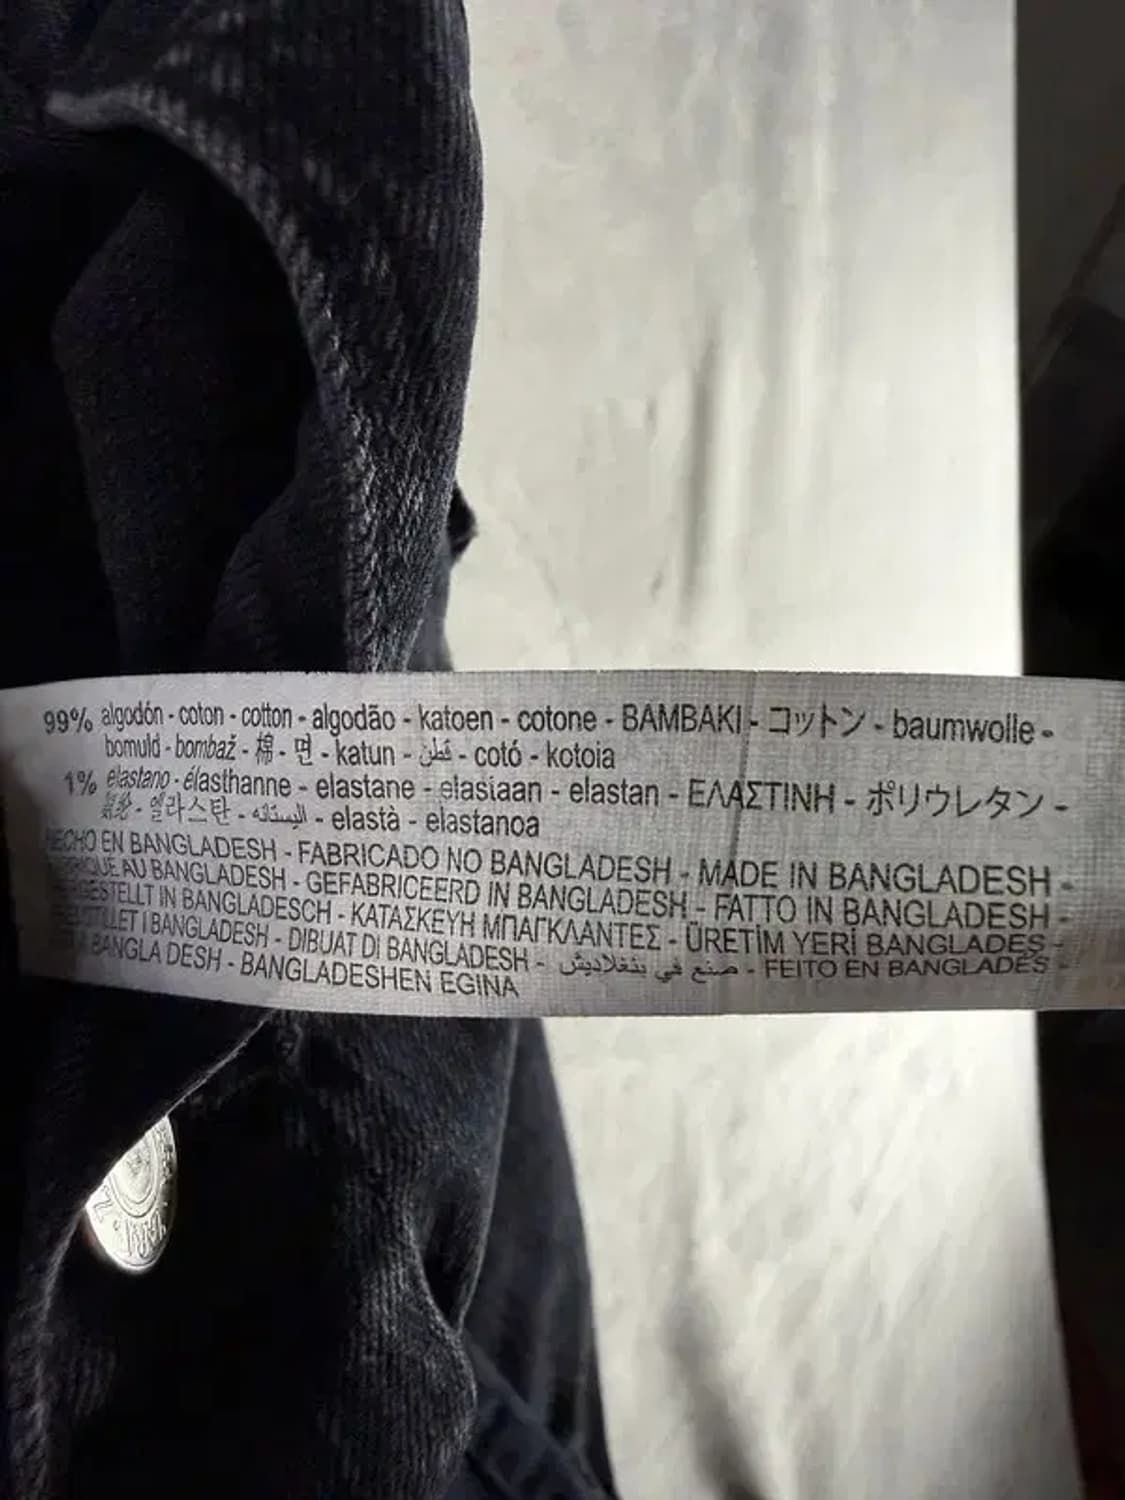 99% algodón - coton - cotton - algodão - katoen - cotone - BAMBAKI - コットン - baumwolle -
bomuld - bombaž - 棉 - 면 - katun - قطن - cotó - kotoia
1% elastano - élasthanne - elastane - elastaan - elastan - ΕΛΑΣΤΙΝΗ - ポリウレタン -
氨纶 - 엘라스탄 - الیستانه - elastà - elastanoa
HECHO EN BANGLADESH - FABRICADO NO BANGLADESH - MADE IN BANGLADESH -
AU BANGLADESH - GEFABRICEERD IN BANGLADESH - FATTO IN BANGLADESH -
IN BANGLADESCH - ΚΑΤΑΣΚΕΥΗ ΜΠΑΓΚΛΑΝΤΕΣ - ÜRETİM YERİ BANGLADEŞ -
I BANGLADESH - DIBUAT DI BANGLADESH - صنع في بنغلاديش - FEITO EN BANGLADES
BANGLA DESH - BANGLADESHEN EGINA